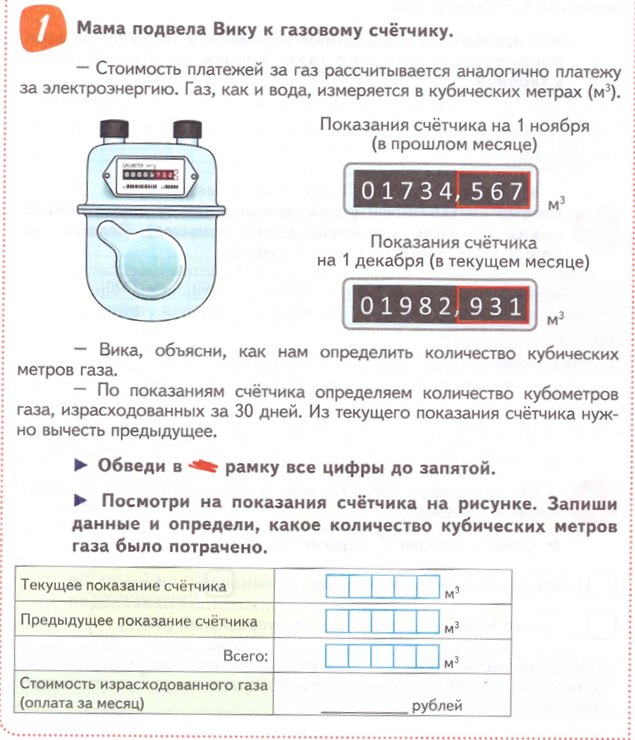 1
Мама подвела Вику к газовому счётчику.
— Стоимость платежей за газ рассчитывается аналогично платежу
за электроэнергию. Газ, как и вода, измеряется в кубических метрах (м³).
Показания счётчика на 1 ноября
(в прошлом месяце)
01734,567 м³
Показания счётчика
на 1 декабря (в текущем месяце)
01982,931 м³
— Вика, объясни, как нам определить количество кубических
метров газа.
— По показаниям счётчика определяем количество кубометров
газа, израсходованных за 30 дней. Из текущего показания счётчика нуж-
но вычесть предыдущее.
► Обведи в рамку все цифры до запятой.
► Посмотри на показания счётчика на рисунке. Запиши
данные и определи, какое количество кубических метров
газа было потрачено.
Текущее показание счётчика м³
Предыдущее показание счётчика м³
Всего: м³
Стоимость израсходованного газа
(оплата за месяц) ________ рублей